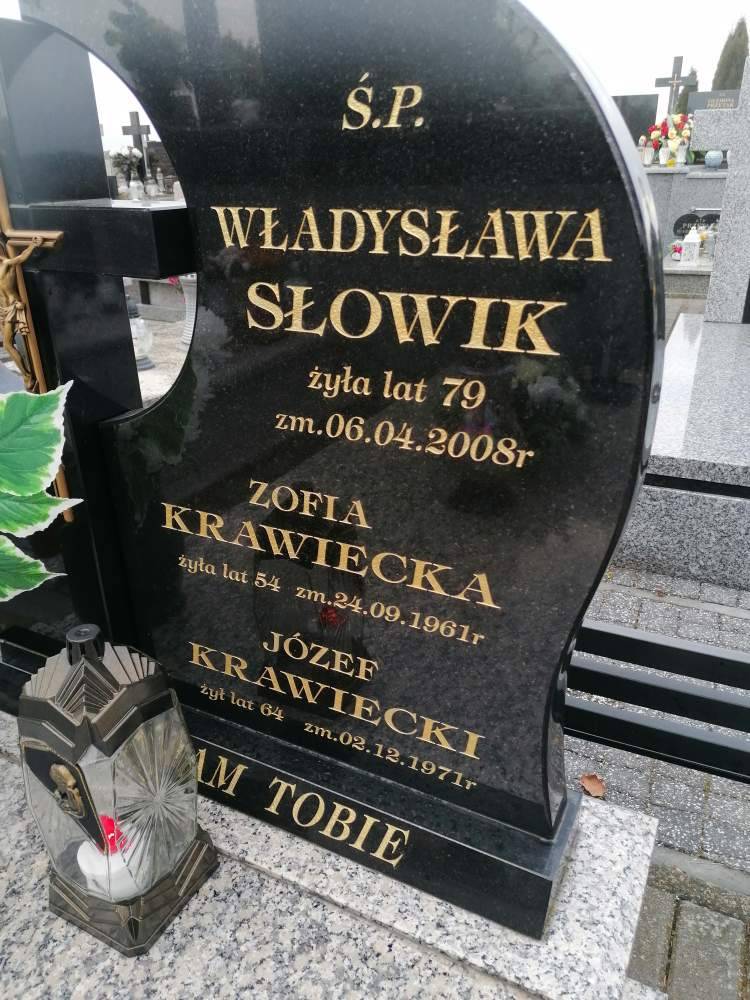 Ś.P.
WŁADYSŁAWA
SŁOWIK
żyła lat 79
zm.06.04.2008r
ZOFIA
KRAWIECKA
żyła lat 54 zm.24.09.1961r
JÓZEF
KRAWIECKI
żył lat 64 zm.02.12.1971r
AM TOBIE